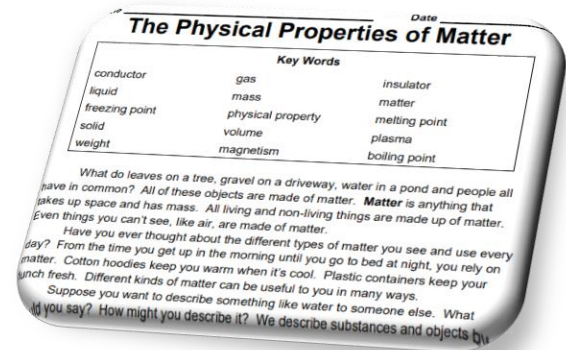 Date
The Physical Properties of Matter
Key Words
conductor gas insulator
liquid mass matter
freezing point physical property melting point
solid volume plasma
weight magnetism boiling point
What do leaves on a tree, gravel on a driveway, water in a pond and people all
have in common? All of these objects are made of matter. Matter is anything that
takes up space and has mass. All living and non-living things are made up of matter.
Even things you can't see, like air, are made of matter.
Have you ever thought about the different types of matter you see and use every
day? From the time you get up in the morning until you go to bed at night, you rely on
matter. Cotton hoodies keep you warm when it's cool. Plastic containers keep your
lunch fresh. Different kinds of matter can be useful to you in many ways.
Suppose you want to describe something like water to someone else. What
you say? How might you describe it? We describe substances and objects